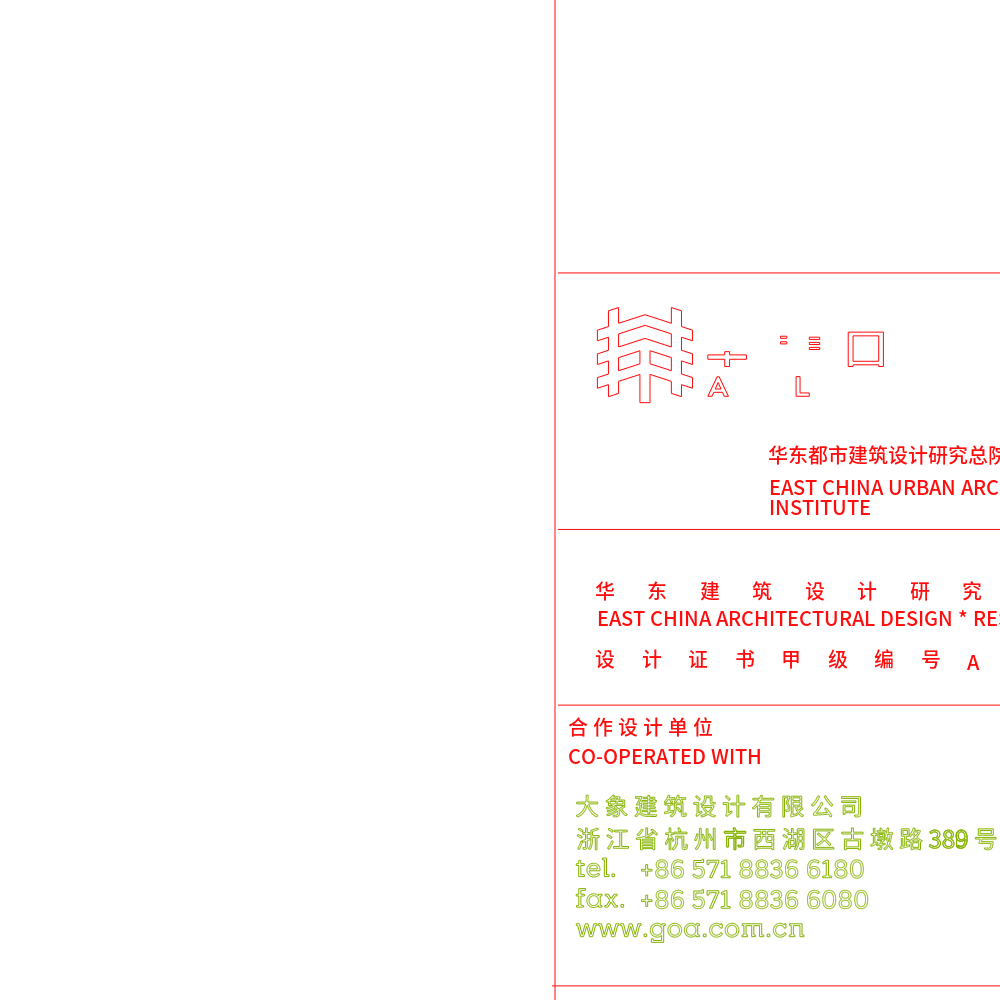 A L
华东都市建筑设计研究总院
EAST CHINA URBAN ARC
INSTITUTE
华东建筑设计研究
EAST CHINA ARCHITECTURAL DESIGN * RES
设计证书甲级编号 A
合作设计单位
CO-OPERATED WITH
大象建筑设计有限公司
浙江省杭州市西湖区古墩路389号
tel. +86 571 8836 6180
fax. +86 571 8836 6080
www.goa.com.cn